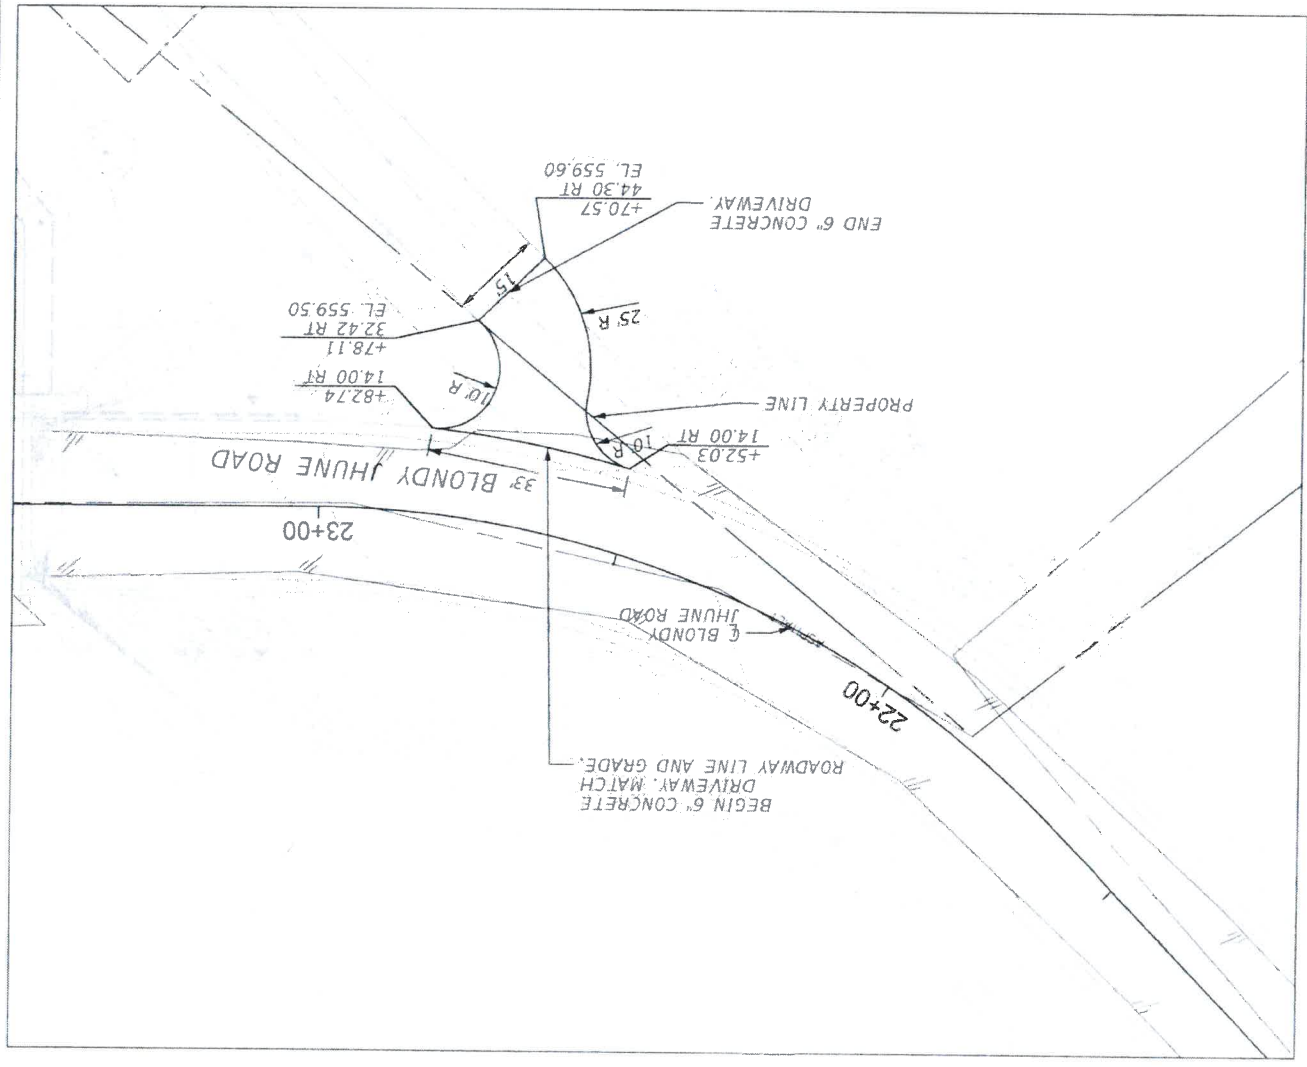 BEGIN 6" CONCRETE
DRIVEWAY. MATCH
ROADWAY LINE AND GRADE.
22+00
℄ BLONDY
JHUNE ROAD
23+00
33'
BLONDY JHUNE ROAD
+52.03
14.00 RT
10' R
PROPERTY LINE
+82.74
14.00 RT
10' R
+78.11
32.42 RT
EL. 559.50
25' R
15'
END 6" CONCRETE
DRIVEWAY.
+70.57
44.30 RT
EL. 559.60